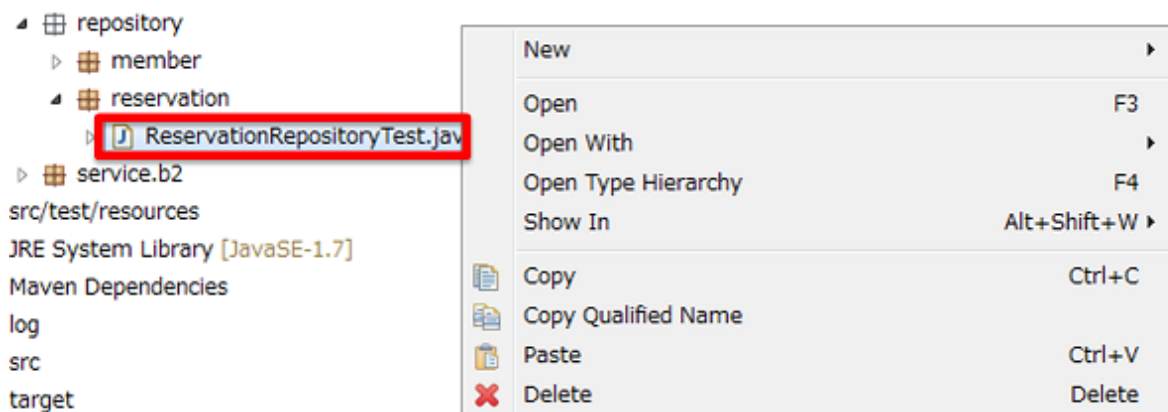 repository
member
reservation
ReservationRepositoryTest.jav
service.b2
src/test/resources
JRE System Library [JavaSE-1.7]
Maven Dependencies
log
src
target
New
Open F3
Open With
Open Type Hierarchy F4
Show In Alt+Shift+W
Copy Ctrl+C
Copy Qualified Name
Paste Ctrl+V
Delete Delete